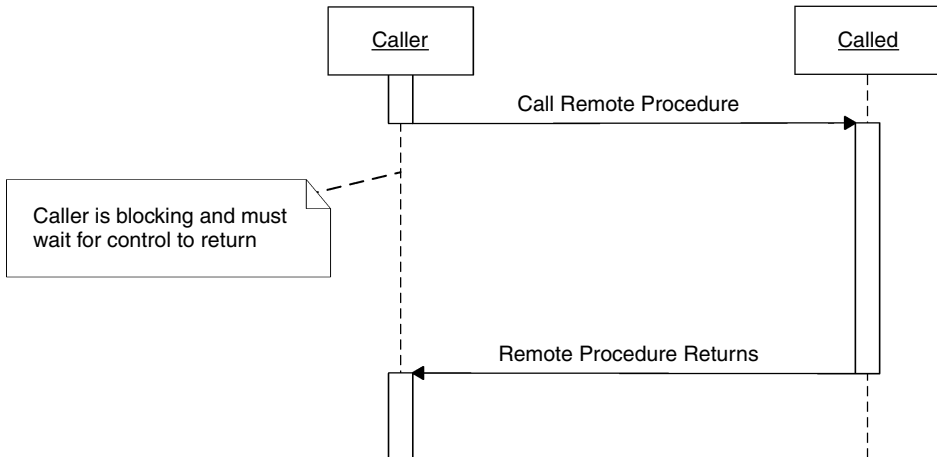 Caller
Called
Call Remote Procedure
Caller is blocking and must
wait for control to return
Remote Procedure Returns